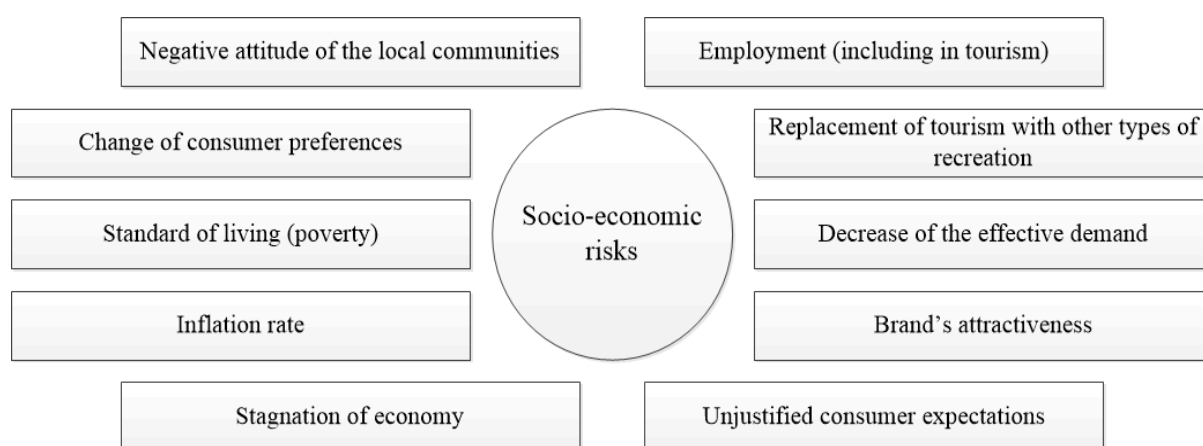 Negative attitude of the local communities
Employment (including in tourism)
Change of consumer preferences
Replacement of tourism with other types of
recreation
Standard of living (poverty)
Socio-economic
risks
Decrease of the effective demand
Inflation rate
Brand’s attractiveness
Stagnation of economy
Unjustified consumer expectations